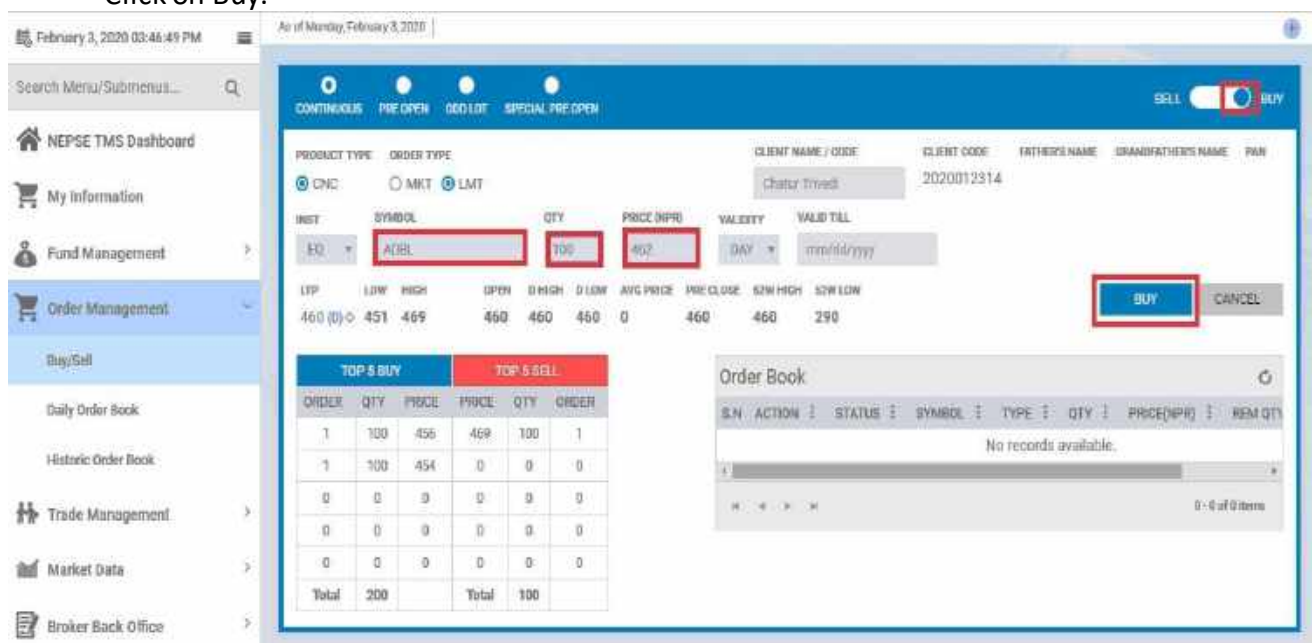 Click on Buy.
February 3, 2020 03:46:49 PM
As of Monday, February 3, 2020
Search Menu/Submenus...
NEPSE TMS Dashboard
My Information
Fund Management
Order Management
Buy/Sell
Daily Order Book
Historic Order Book
Trade Management
Market Data
Broker Back Office
CONTINUOUS PRE OPEN ODD LOT SPECIAL PRE OPEN
SELL BUY
PRODUCT TYPE ORDER TYPE CLIENT NAME / CODE CLIENT CODE FATHER'S NAME GRANDFATHER'S NAME PAN
CNC MKT LMT Chatur Trivedi 2020012314
INST SYMBOL QTY PRICE (NPR) VALIDITY VALID TILL
EQ ADBL 100 462 DAY mm/dd/yyyy
LTP LOW HIGH OPEN D HIGH D LOW AVG PRICE PRE CLOSE 52W HIGH 52W LOW
460 (0) 451 469 460 460 460 0 460 460 290
BUY CANCEL
TOP 5 BUY TOP 5 SELL
ORDER QTY PRICE PRICE QTY ORDER
1 100 456 469 100 1
1 100 454 0 0 0
0 0 0 0 0 0
0 0 0 0 0 0
0 0 0 0 0 0
Total 200 Total 100
Order Book
S.N ACTION STATUS SYMBOL TYPE QTY PRICE(NPR) REM QTY
No records available.
0 - 0 of 0 items